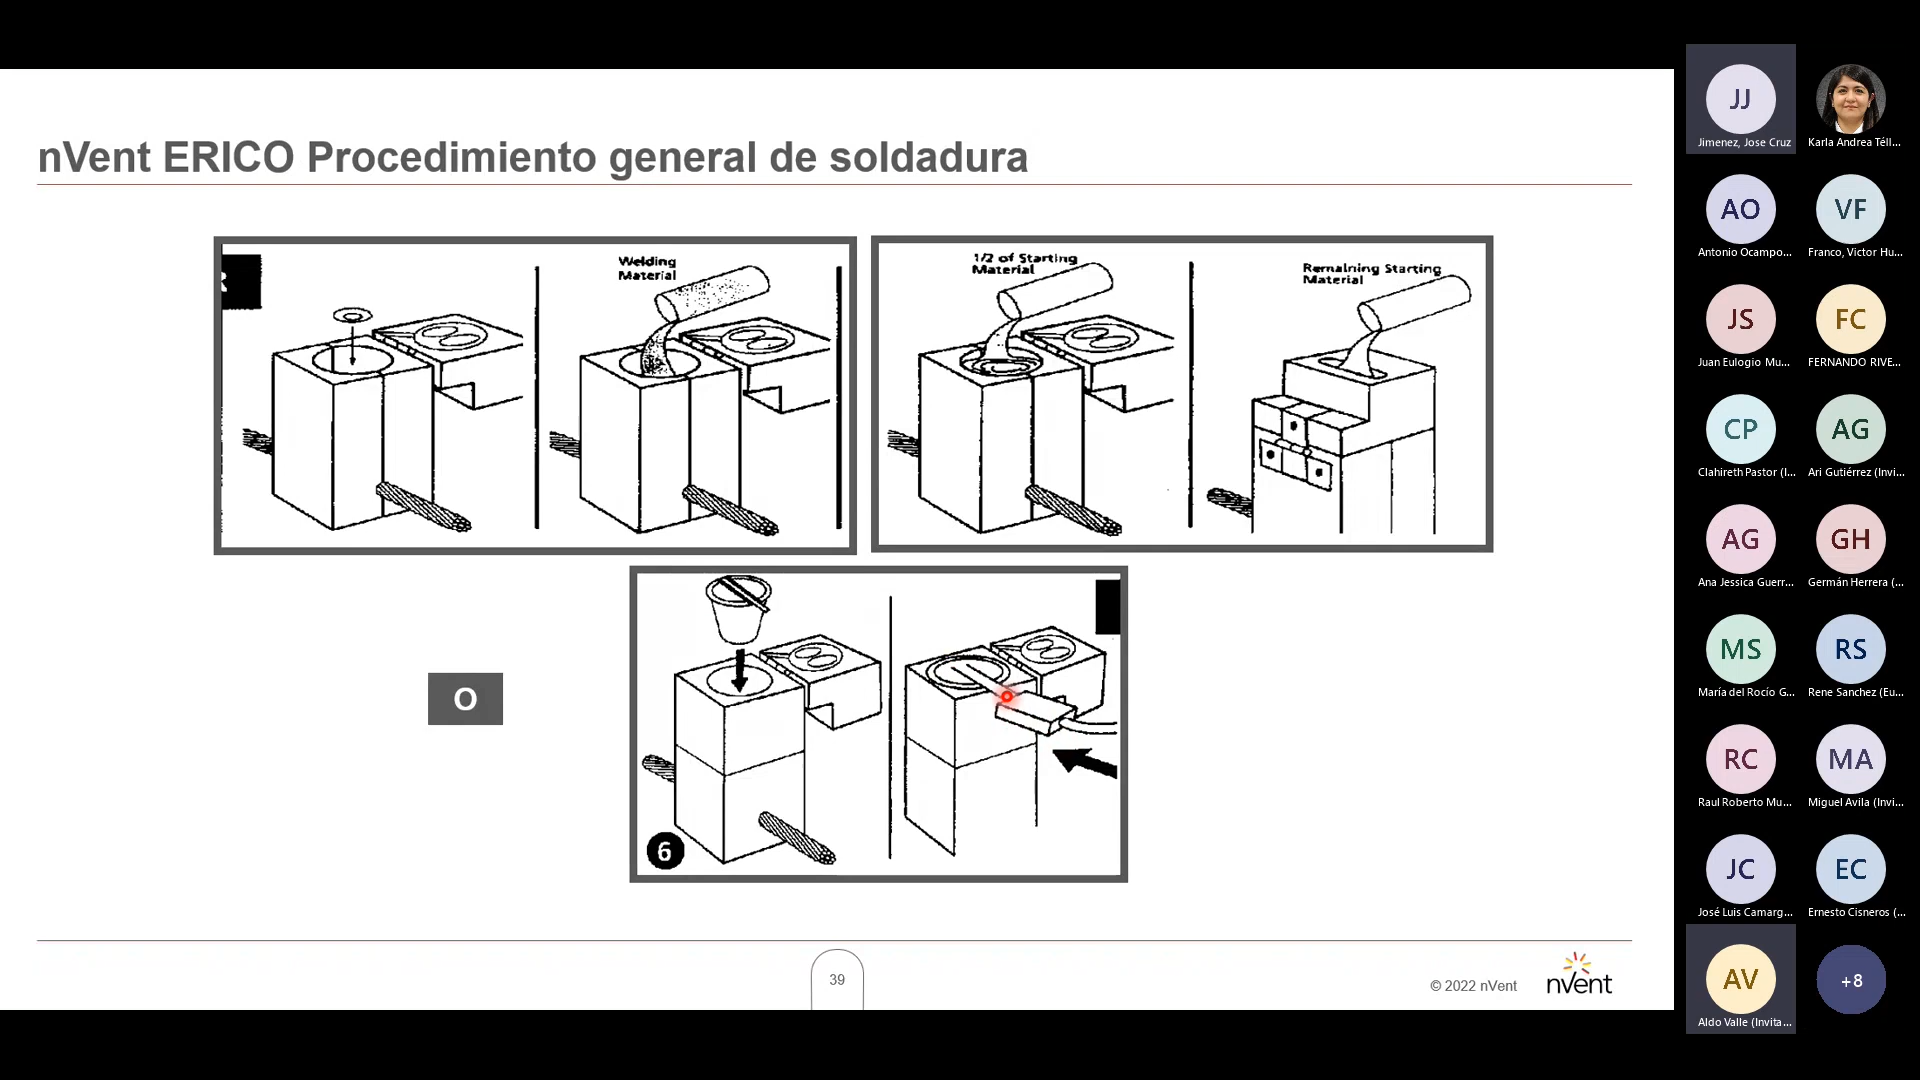 nVent ERICO Procedimiento general de soldadura
Welding
Material
1/2 of Starting
Material
Remaining Starting
Material
O
6
39
© 2022 nVent
nvent
JJ
Jimenez, Jose Cruz
Karla Andrea Téll...
AO
Antonio Ocampo...
VF
Franco, Victor Hu...
JS
Juan Eulogio Mu...
FC
FERNANDO RIVE...
CP
Clahireth Pastor (I...
AG
Ari Gutiérrez (Invi...
AG
Ana Jessica Guerr...
GH
Germán Herrera (...
MS
María del Rocío G...
RS
Rene Sanchez (Eu...
RC
Raul Roberto Mu...
MA
Miguel Avila (Invi...
JC
José Luis Camarg...
EC
Ernesto Cisneros (...
AV
Aldo Valle (Invita...
+8